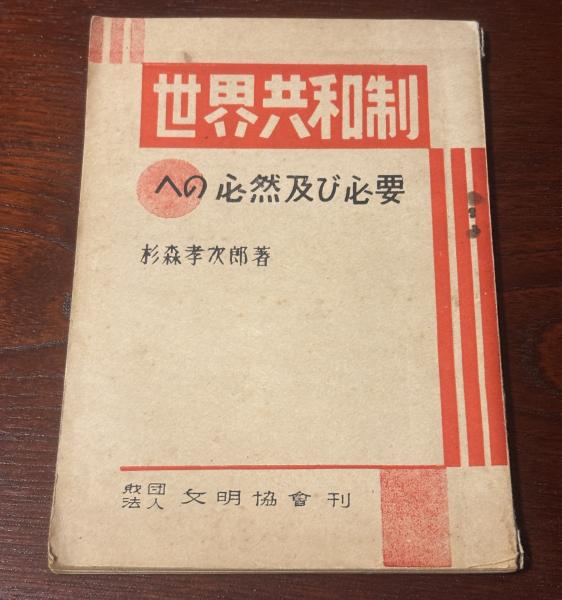 世界共和制
への必然及び必要
杉森孝次郎著
財団法人 文明協會刊